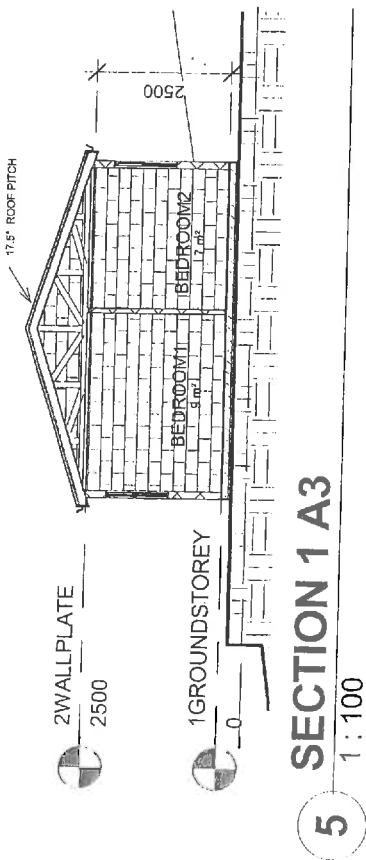 17.5° ROOF PITCH
2WALLPLATE
2500
2500
BEDROOM1
9 m²
BEDROOM2
7 m²
1GROUNDSTOREY
0
5
SECTION 1 A3
1 : 100